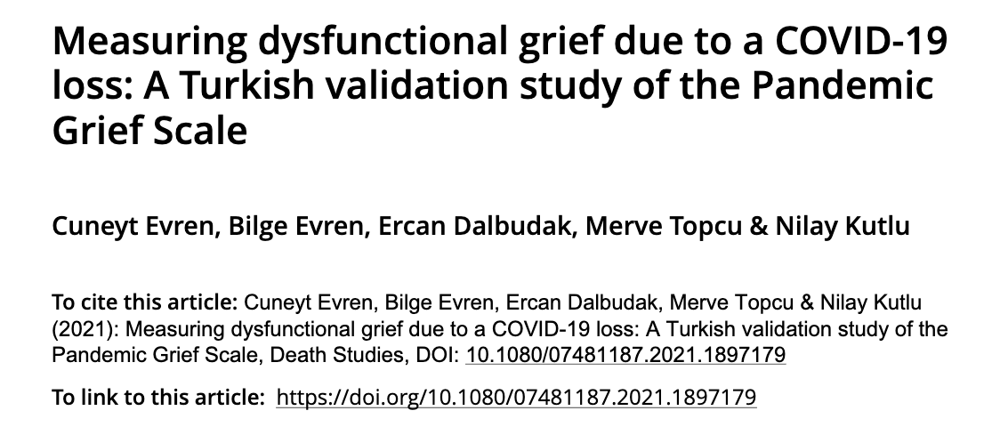 Measuring dysfunctional grief due to a COVID-19
loss: A Turkish validation study of the Pandemic
Grief Scale
Cuneyt Evren, Bilge Evren, Ercan Dalbudak, Merve Topcu & Nilay Kutlu
To cite this article: Cuneyt Evren, Bilge Evren, Ercan Dalbudak, Merve Topcu & Nilay Kutlu
(2021): Measuring dysfunctional grief due to a COVID-19 loss: A Turkish validation study of the
Pandemic Grief Scale, Death Studies, DOI: 10.1080/07481187.2021.1897179
To link to this article: https://doi.org/10.1080/07481187.2021.1897179